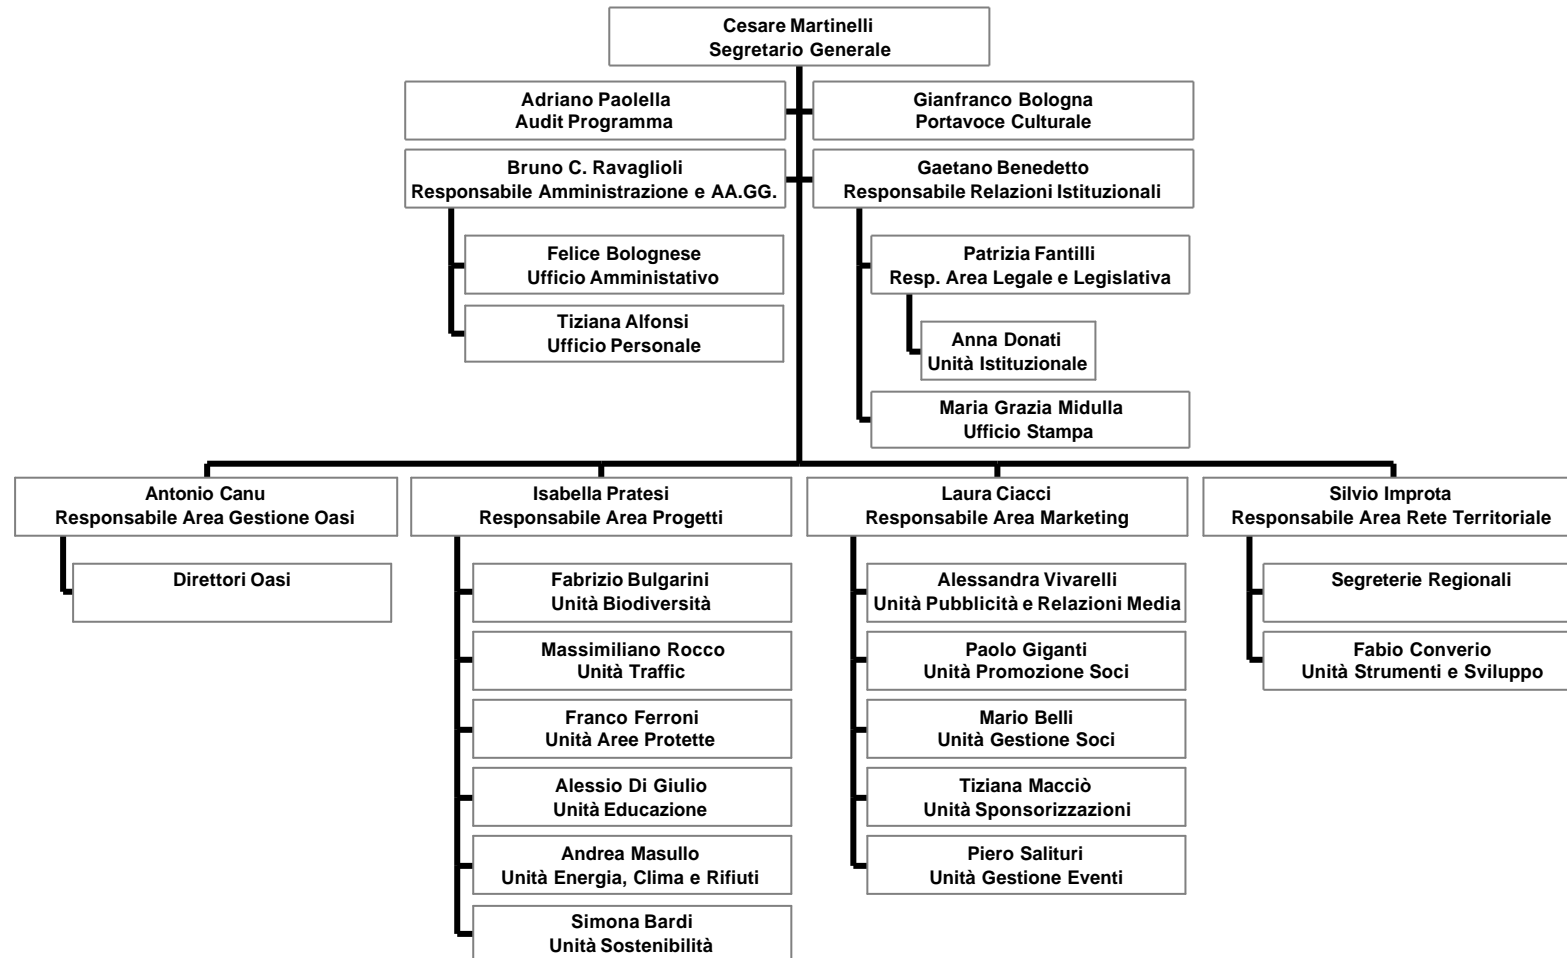 Cesare Martinelli
Segretario Generale
Adriano Paolella
Audit Programma
Gianfranco Bologna
Portavoce Culturale
Bruno C. Ravaglioli
Responsabile Amministrazione e AA.GG.
Gaetano Benedetto
Responsabile Relazioni Istituzionali
Felice Bolognese
Ufficio Amministativo
Tiziana Alfonsi
Ufficio Personale
Patrizia Fantilli
Resp. Area Legale e Legislativa
Anna Donati
Unità Istituzionale
Maria Grazia Midulla
Ufficio Stampa
Antonio Canu
Responsabile Area Gestione Oasi
Direttori Oasi
Isabella Pratesi
Responsabile Area Progetti
Fabrizio Bulgarini
Unità Biodiversità
Massimiliano Rocco
Unità Traffic
Franco Ferroni
Unità Aree Protette
Alessio Di Giulio
Unità Educazione
Andrea Masullo
Unità Energia, Clima e Rifiuti
Simona Bardi
Unità Sostenibilità
Laura Ciacci
Responsabile Area Marketing
Alessandra Vivarelli
Unità Pubblicità e Relazioni Media
Paolo Giganti
Unità Promozione Soci
Mario Belli
Unità Gestione Soci
Tiziana Macciò
Unità Sponsorizzazioni
Piero Salituri
Unità Gestione Eventi
Silvio Improta
Responsabile Area Rete Territoriale
Segreterie Regionali
Fabio Converio
Unità Strumenti e Sviluppo